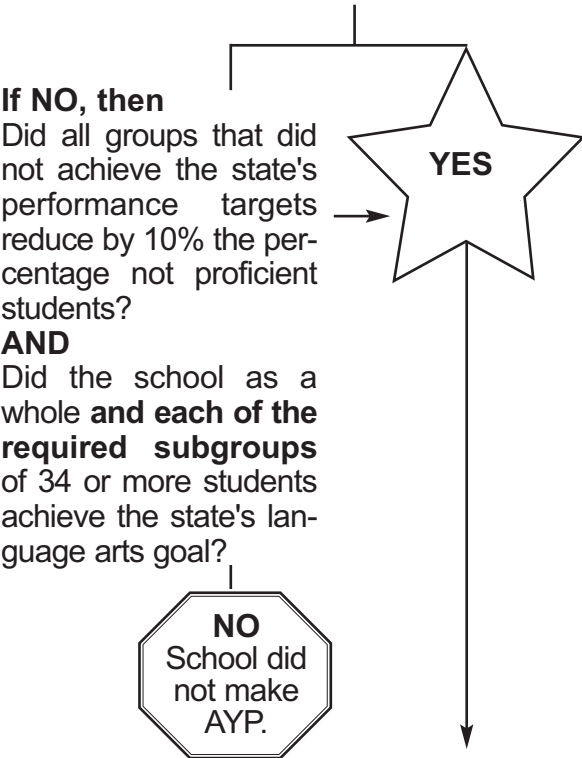 If NO, then
Did all groups that did
not achieve the state's
performance targets
reduce by 10% the per-
centage not proficient
students?
AND
Did the school as a
whole and each of the
required subgroups
of 34 or more students
achieve the state's lan-
guage arts goal?
YES
NO
School did
not make
AYP.